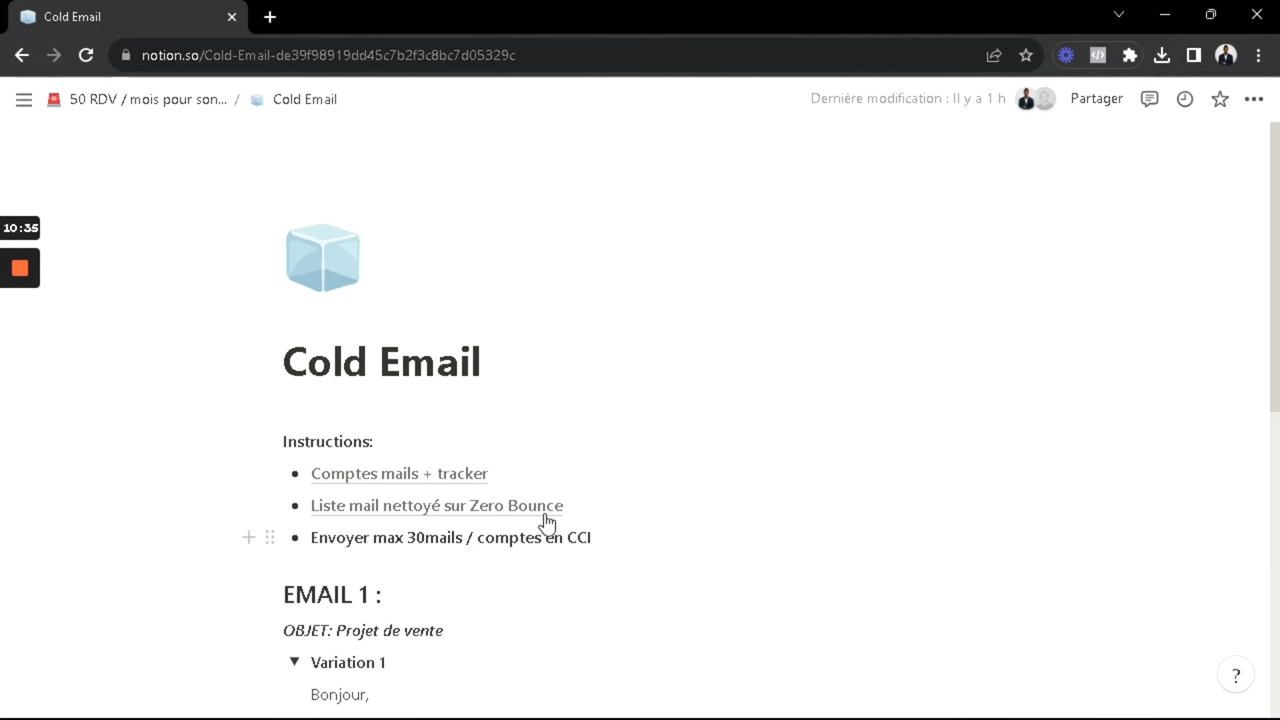 Cold Email
notion.so/Cold-Email-de39f98919dd45c7b2f3c8bc7d05329c
50 RDV / mois pour son... / Cold Email
Dernière modification : Il y a 1 h
Partager
10:35
Cold Email
Instructions:
• Comptes mails + tracker
• Liste mail nettoyé sur Zero Bounce
• Envoyer max 30mails / comptes en CCI
EMAIL 1 :
OBJET: Projet de vente
Variation 1
Bonjour,
?